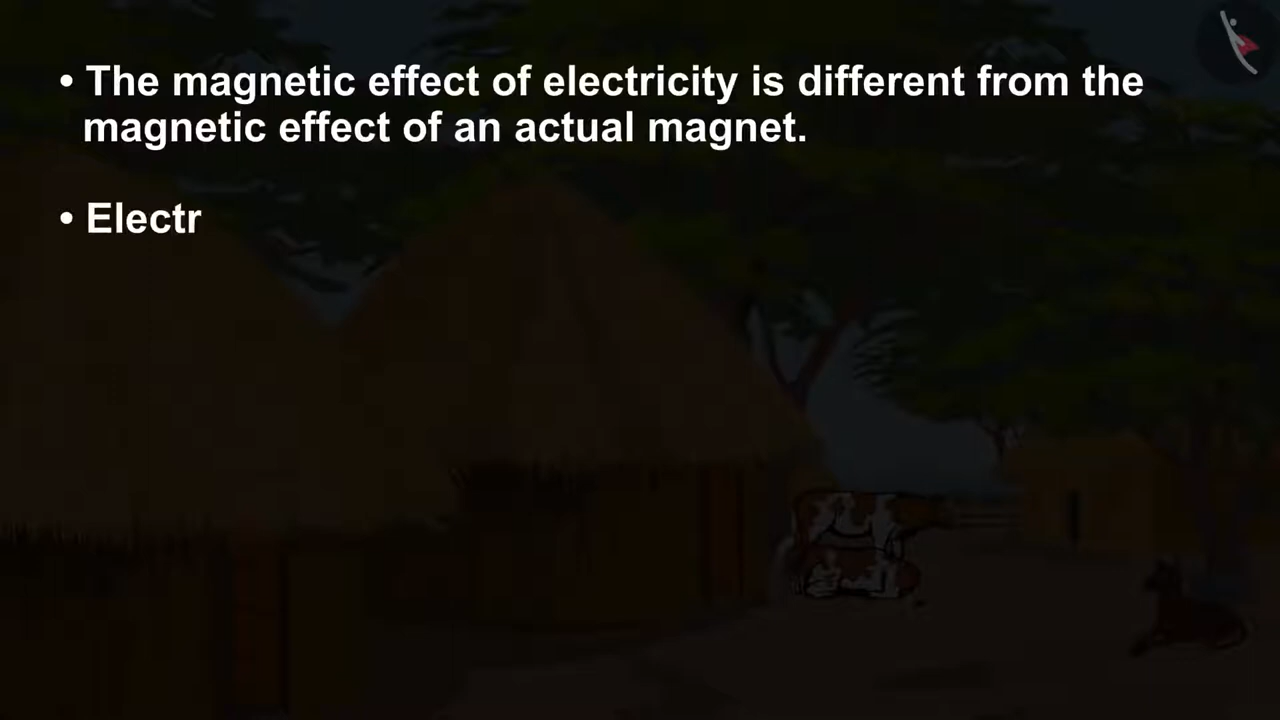 • The magnetic effect of electricity is different from the
magnetic effect of an actual magnet.
• Electr